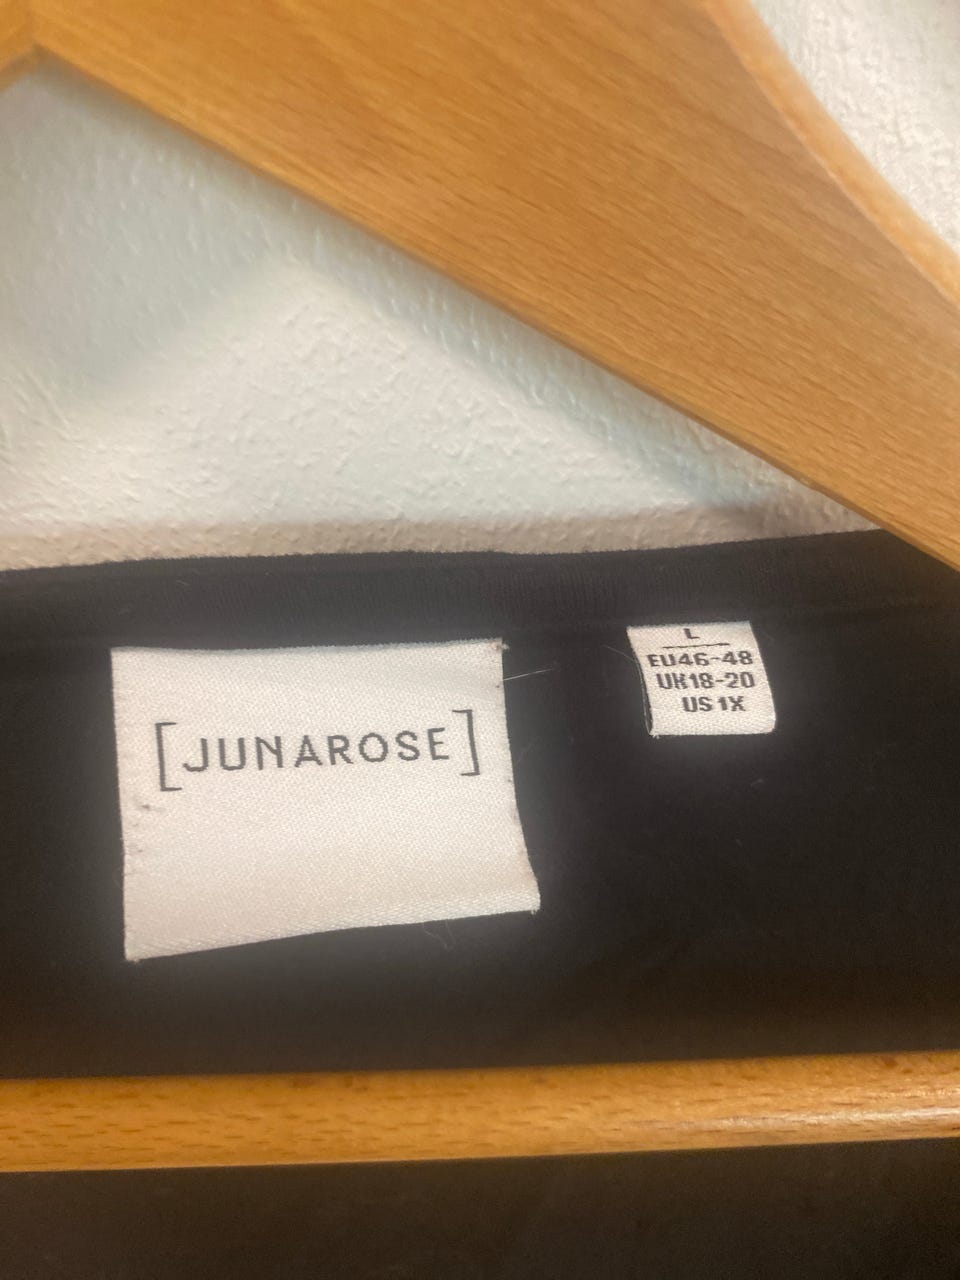 [JUNAROSE]
L
EU46-48
UK18-20
US 1X